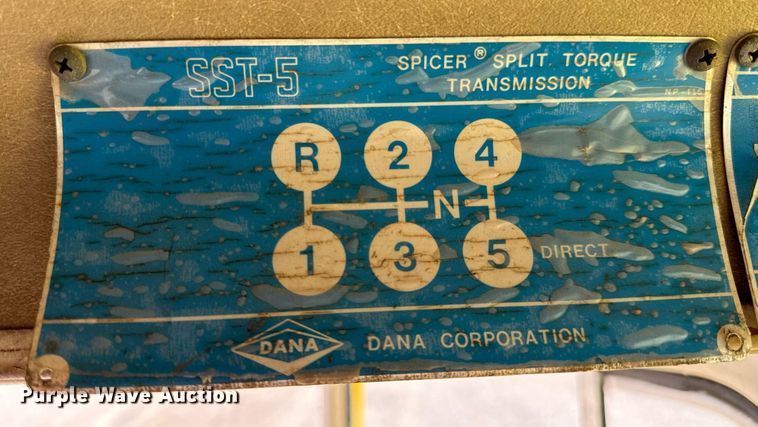 SST-5
SPICER® SPLIT TORQUE
TRANSMISSION
R 2 4
N
1 3 5 DIRECT
DANA
DANA CORPORATION
Purple Wave Auction